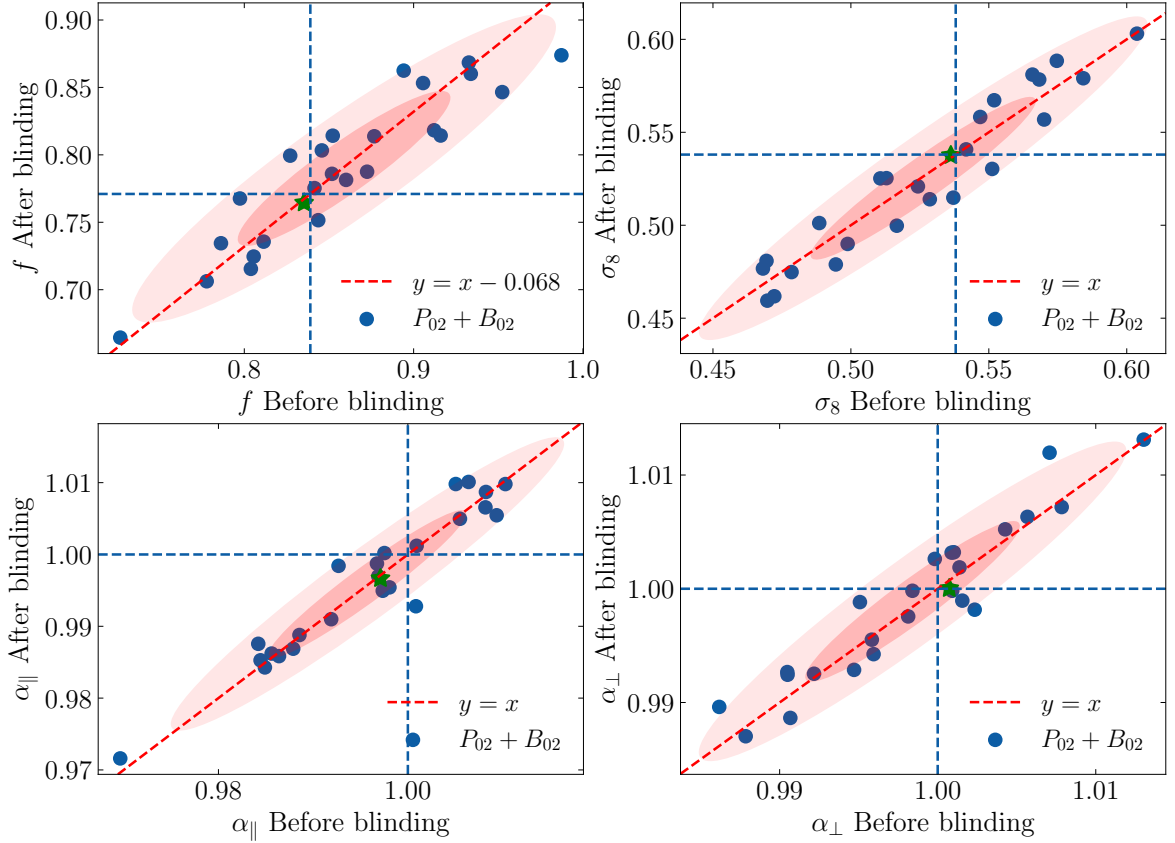 0.90
0.85
0.80
0.75
0.70
f After blinding
y = x − 0.068
P₀₂ + B₀₂
0.8 0.9 1.0
f Before blinding
0.60
0.55
0.50
0.45
σ₈ After blinding
y = x
P₀₂ + B₀₂
0.45 0.50 0.55 0.60
σ₈ Before blinding
1.01
1.00
0.99
0.98
0.97
α∥ After blinding
y = x
P₀₂ + B₀₂
0.98 1.00
α∥ Before blinding
1.01
1.00
0.99
α⊥ After blinding
y = x
P₀₂ + B₀₂
0.99 1.00 1.01
α⊥ Before blinding